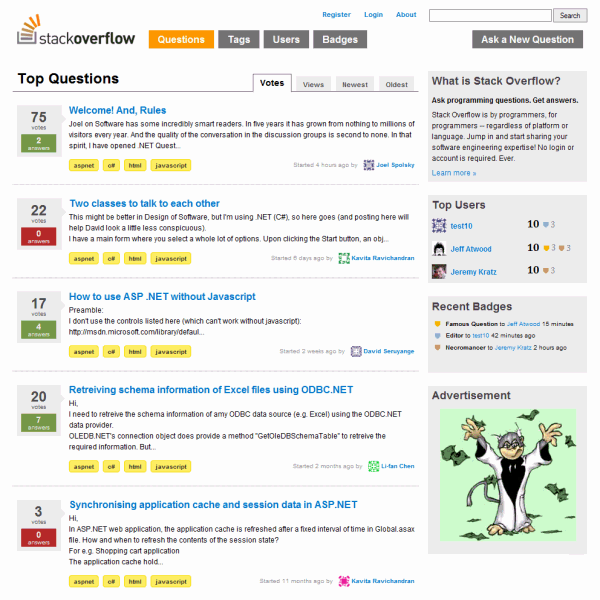 Register Login About Search
stackoverflow Questions Tags Users Badges Ask a New Question
Top Questions
Votes Views Newest Oldest
75
votes
2
answers
Welcome! And, Rules
Joel on Software has some incredibly smart readers. In five years it has grown from nothing to millions of
visitors every year. And the quality of the conversation in the discussion groups is second to none. In that
spirit, I have opened .NET Quest...
aspnet c# html javascript
Started 4 hours ago by Joel Spolsky
22
votes
0
answers
Two classes to talk to each other
This might be better in Design of Software, but I'm using .NET (C#), so here goes (and posting here will
help David look a little less conspicuous).
I have a main form where you select a whole lot of options. Upon clicking the Start button, an obj...
aspnet c# html javascript
Started 6 days ago by Kavita Ravichandran
17
votes
4
answers
How to use ASP .NET without Javascript
Preamble:
I don't use the controls listed here (which can't work without javascript):
http://msdn.microsoft.com/library/defaul...
aspnet c# html javascript
Started 2 weeks ago by David Seruyange
20
votes
7
answers
Retreiving schema information of Excel files using ODBC.NET
Hi,
I need to retreive the schema information of any ODBC data source (e.g. Excel) using the ODBC.NET
data provider.
OLEDB.NET's connection object does provide a method "GetOleDBSchemaTable" to retreive the
required information. But...
aspnet c# html javascript
Started 2 months ago by Li-fan Chen
3
votes
0
answers
Synchronising application cache and session data in ASP.NET
Hi,
In ASP.NET web application, the application cache is refreshed after a fixed interval of time in Global.asax
file. How and when to refresh the contents of the session state?
For e.g. Shopping cart application
The application cache hold...
aspnet c# html javascript
Started 11 months ago by Kavita Ravichandran
What is Stack Overflow?
Ask programming questions. Get answers.
Stack Overflow is by programmers, for
programmers -- regardless of platform or
language. Jump in and start sharing your
software engineering expertise! No login or
account is required. Ever.
Learn more »
Top Users
test10 10 3
Jeff Atwood 10 3 3
Jeremy Kratz 10 3
Recent Badges
Famous Question to Jeff Atwood 15 minutes
Editor to test10 42 minutes ago
Necromancer to Jeremy Kratz 2 hours ago
Advertisement